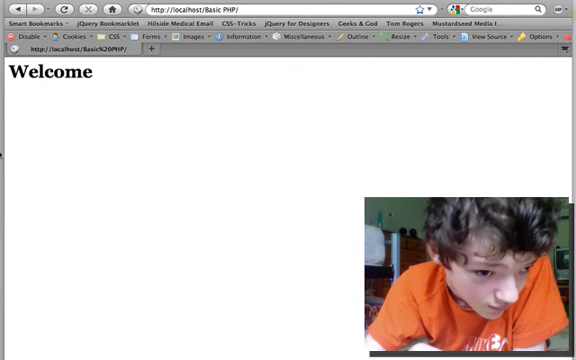 http://localhost/Basic PHP/
Google
Smart Bookmarks
jQuery Bookmarklet
Hilside Medical Email
CSS-Tricks
jQuery for Designers
Geeks & God
Tom Rogers
Mustardseed Media I...
Disable
Cookies
CSS
Forms
Images
Information
Miscellaneous
Outline
Resize
Tools
View Source
Options
http://localhost/Basic%20PHP/
Welcome